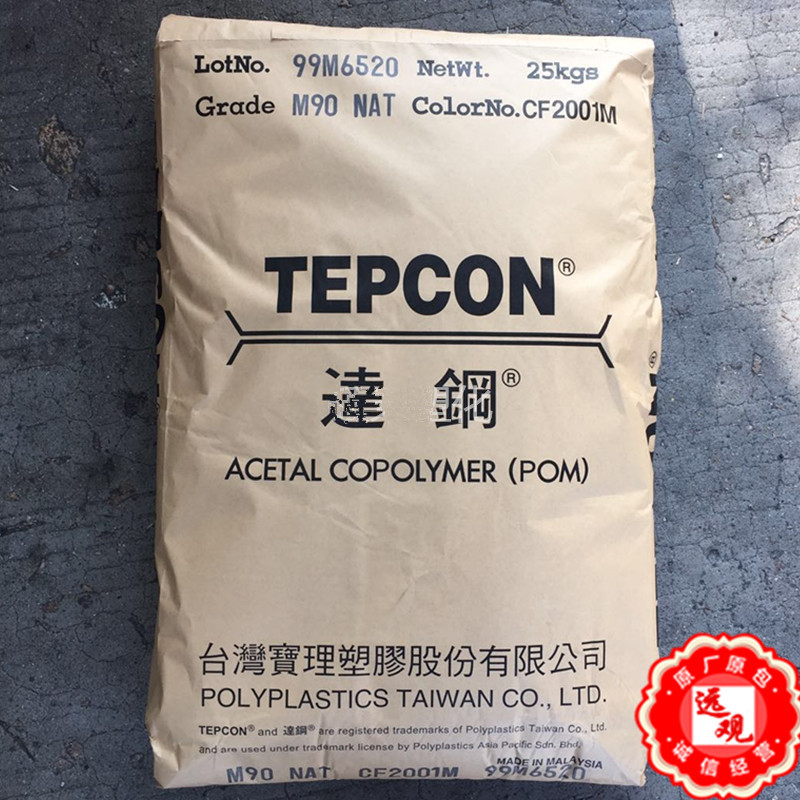 LotNo. 99M6520 NetWt. 25kgs
Grade M90 NAT ColorNo. CF2001M
TEPCON®
達鋼®
ACETAL COPOLYMER (POM)
台灣寶理塑膠股份有限公司
POLYPLASTICS TAIWAN CO., LTD.
TEPCON® and 達鋼® are registered trademarks of Polyplastics Taiwan Co., Ltd.
and are used under trademark license by Polyplastics Asia Pacific Sdn. Bhd.
MADE IN MALAYSIA
M90 NAT CF2001M 99M6520
原厂原包
远观
诚信经营